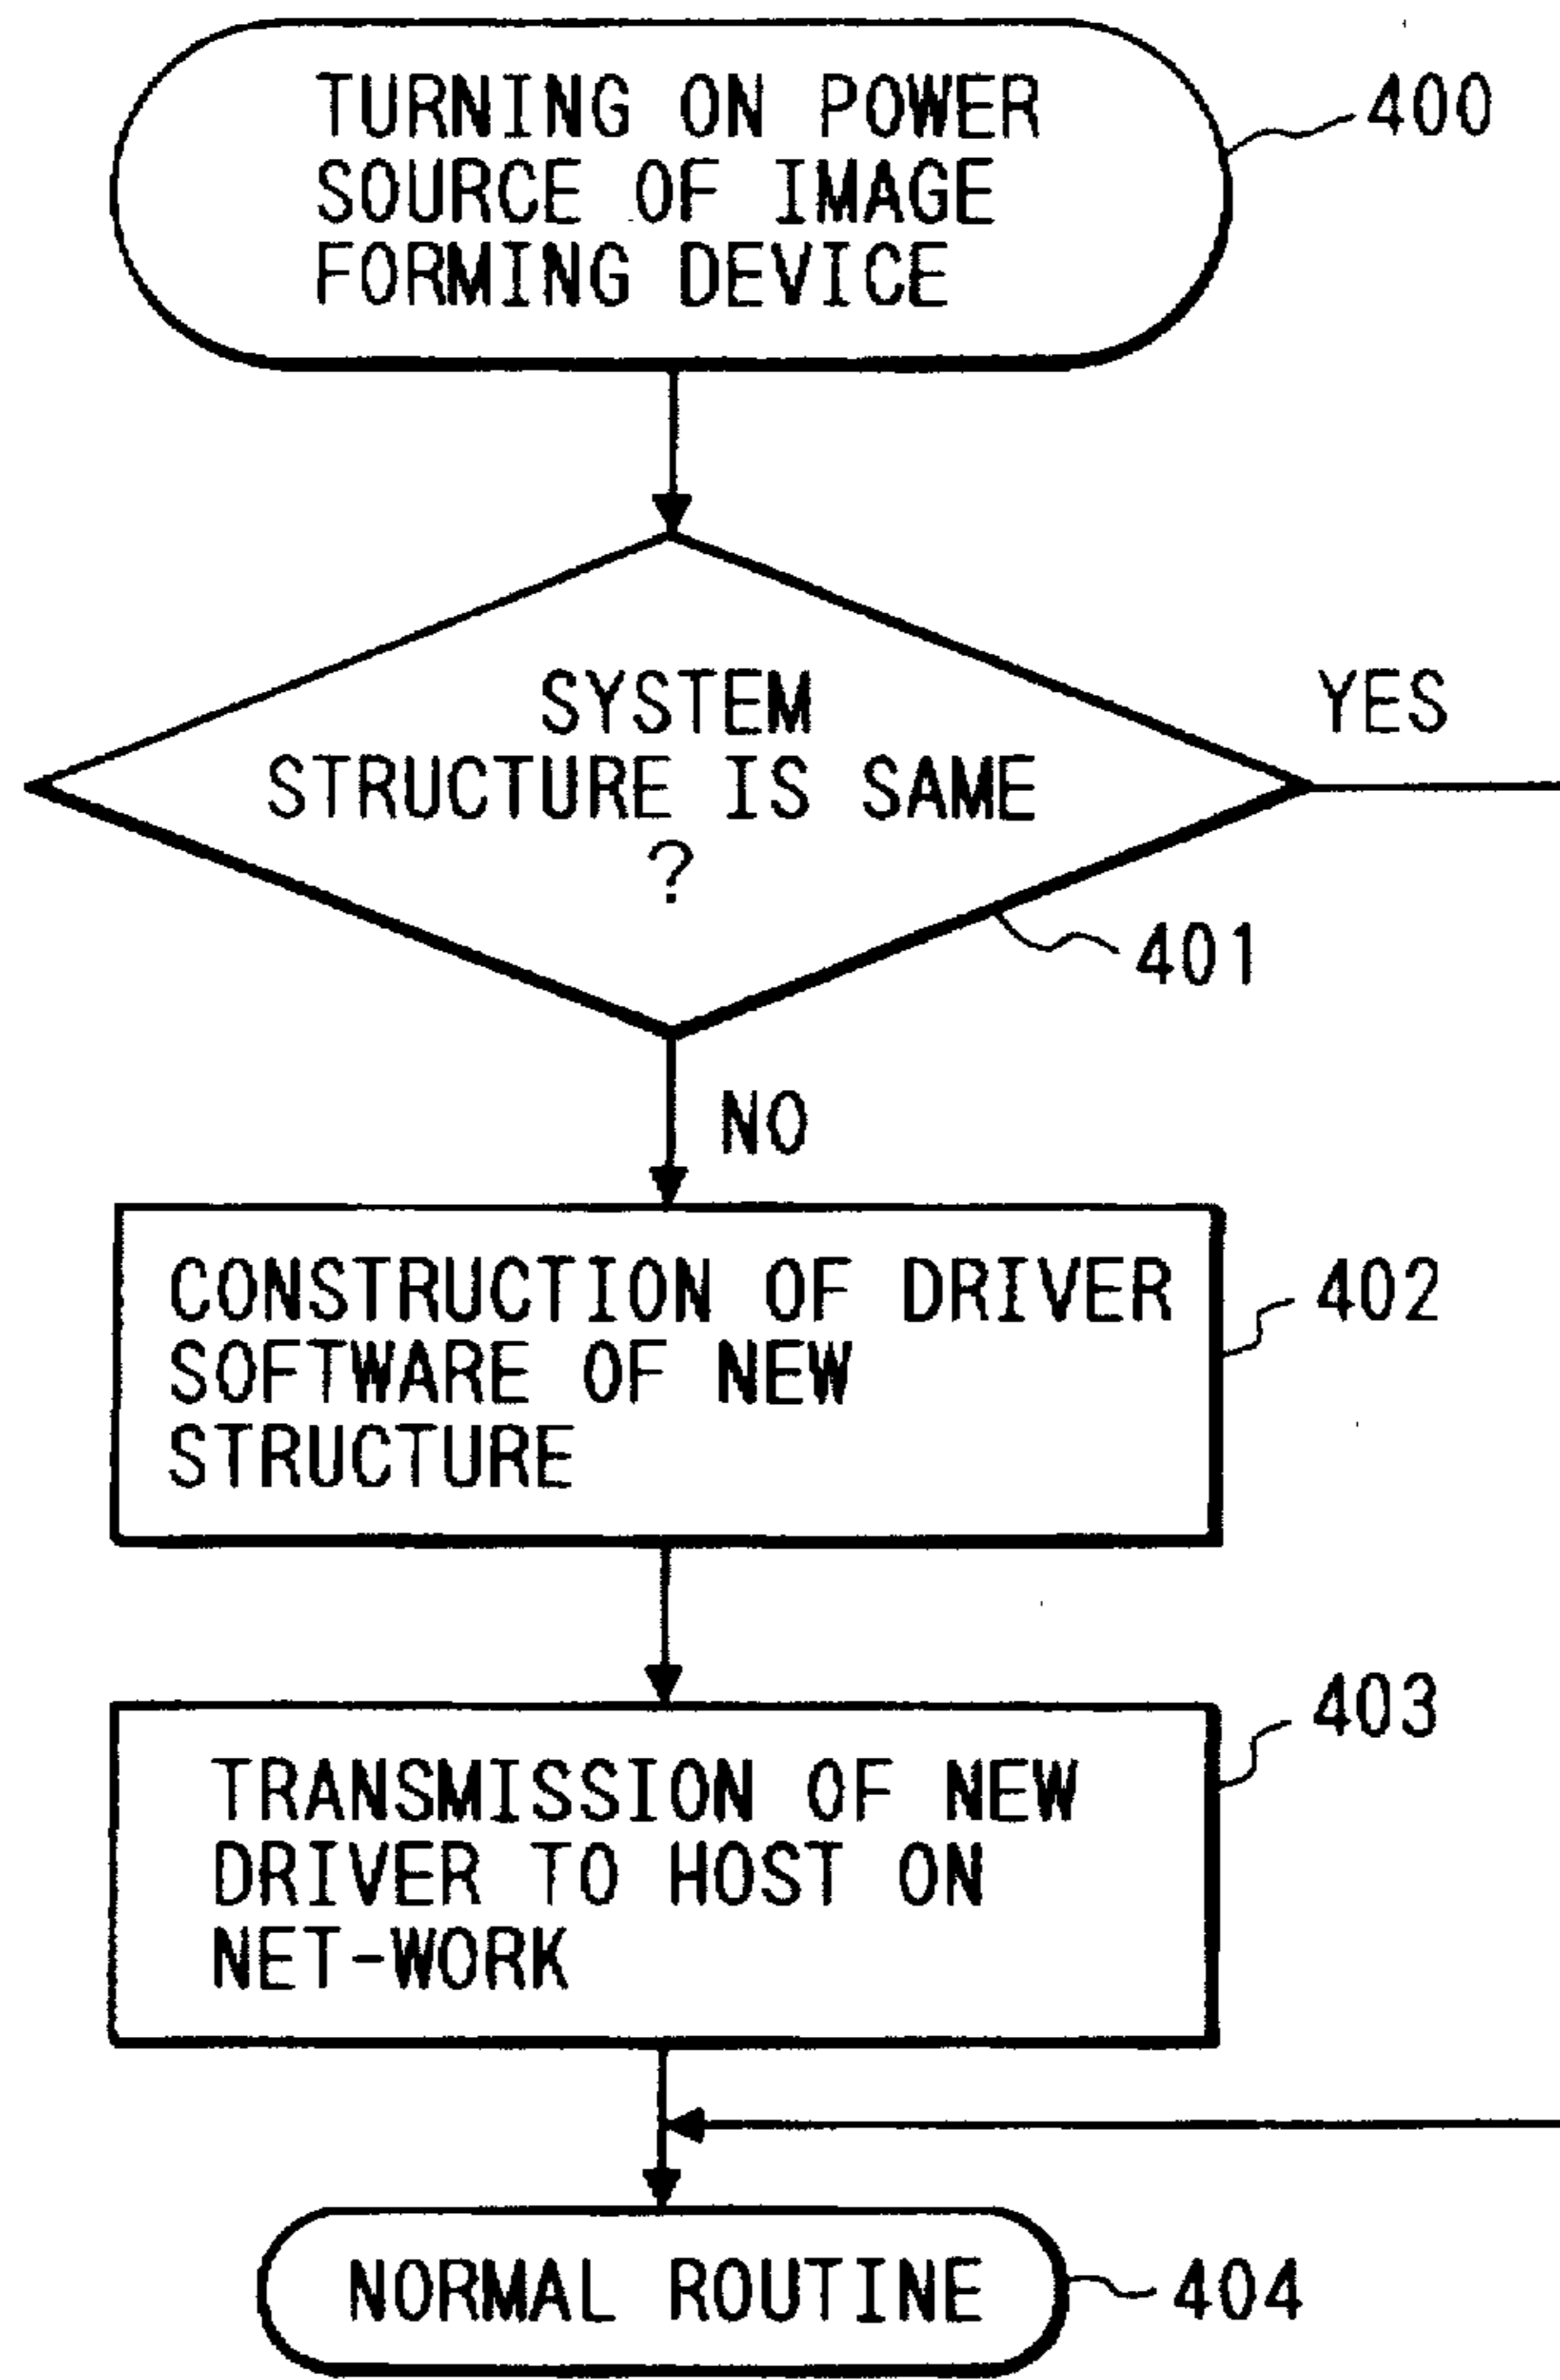 TURNING ON POWER
SOURCE OF IMAGE
FORMING DEVICE
400
SYSTEM
STRUCTURE IS SAME
?
YES
401
NO
CONSTRUCTION OF DRIVER
SOFTWARE OF NEW
STRUCTURE
402
TRANSMISSION OF NEW
DRIVER TO HOST ON
NET-WORK
403
NORMAL ROUTINE
404